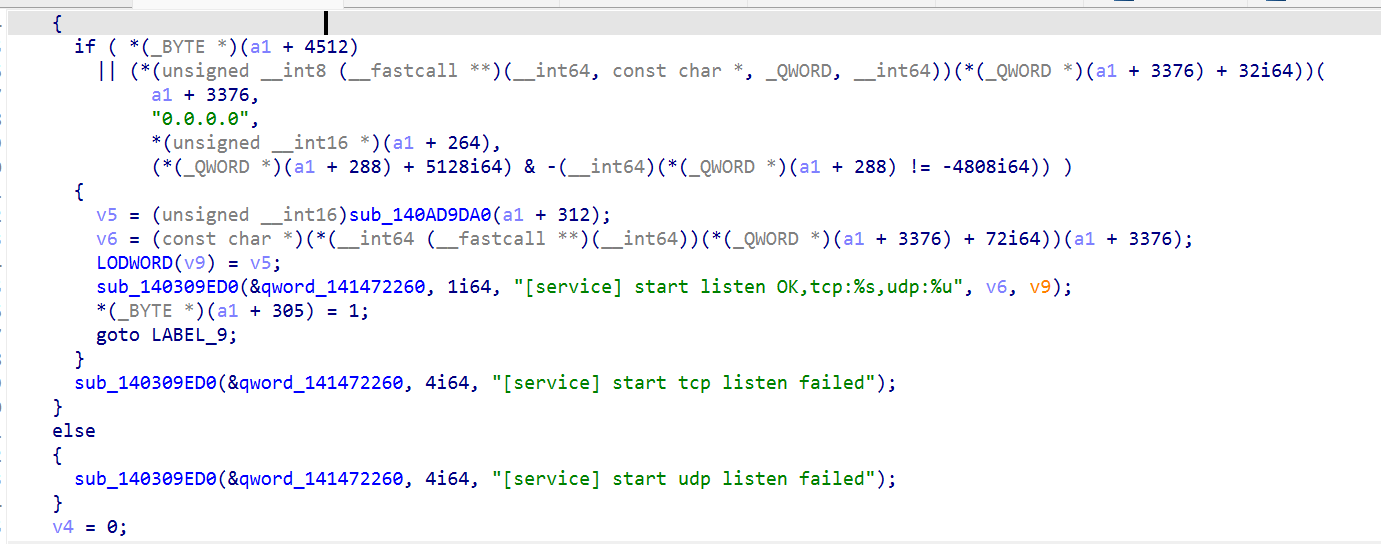 {
if ( *(_BYTE *)(a1 + 4512)
|| (*(unsigned __int8 (__fastcall **)(__int64, const char *, _QWORD, __int64))(*(_QWORD *)(a1 + 3376) + 32i64))(
a1 + 3376,
"0.0.0.0",
*(unsigned __int16 *)(a1 + 264),
(*(_QWORD *)(a1 + 288) + 5128i64) & -(__int64)(*(_QWORD *)(a1 + 288) != -4808i64)) )
{
v5 = (unsigned __int16)sub_140AD9DA0(a1 + 312);
v6 = (const char *)(*(__int64 (__fastcall **)(__int64))(*(_QWORD *)(a1 + 3376) + 72i64))(a1 + 3376);
LODWORD(v9) = v5;
sub_140309ED0(&qword_141472260, 1i64, "[service] start listen OK,tcp:%s,udp:%u", v6, v9);
*(_BYTE *)(a1 + 305) = 1;
goto LABEL_9;
}
sub_140309ED0(&qword_141472260, 4i64, "[service] start tcp listen failed");
}
else
{
sub_140309ED0(&qword_141472260, 4i64, "[service] start udp listen failed");
}
v4 = 0;